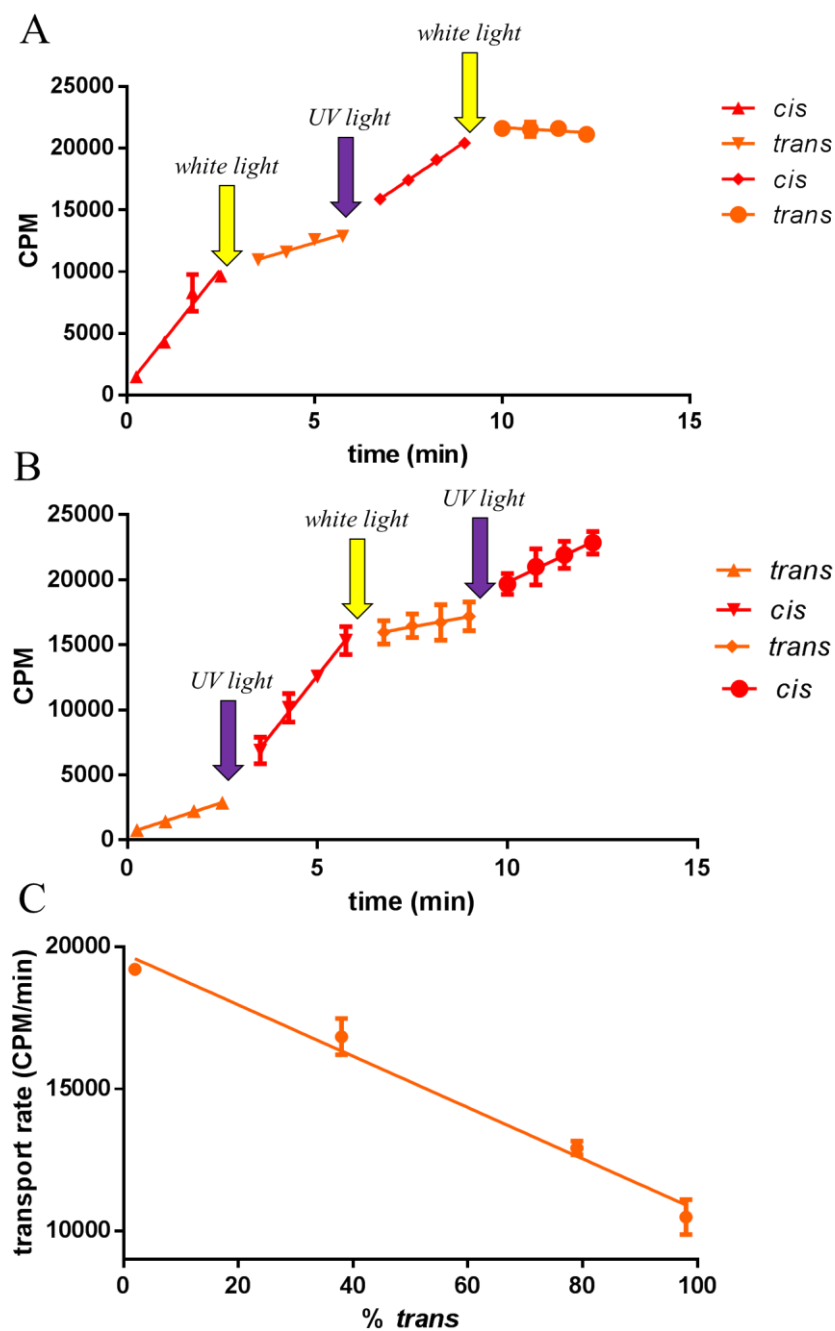 A
white light
UV light
white light
CPM
25000
20000
15000
10000
5000
0
0 5 10 15
time (min)
cis
trans
cis
trans
B
UV light
white light
UV light
CPM
25000
20000
15000
10000
5000
0
0 5 10 15
time (min)
trans
cis
trans
cis
C
transport rate (CPM/min)
20000
15000
10000
0 20 40 60 80 100
% trans